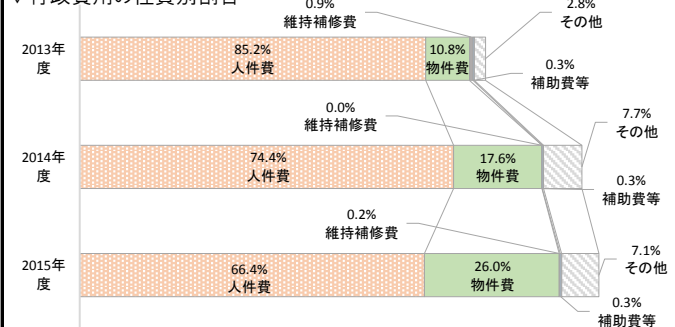 行政費用の性質別割合
0.9%
維持補修費
2.8%
その他
2013年
度
85.2%
人件費
10.8%
物件費
0.3%
補助費等
0.0%
維持補修費
7.7%
その他
2014年
度
74.4%
人件費
17.6%
物件費
0.3%
補助費等
0.2%
維持補修費
7.1%
その他
2015年
度
66.4%
人件費
26.0%
物件費
0.3%
補助費等